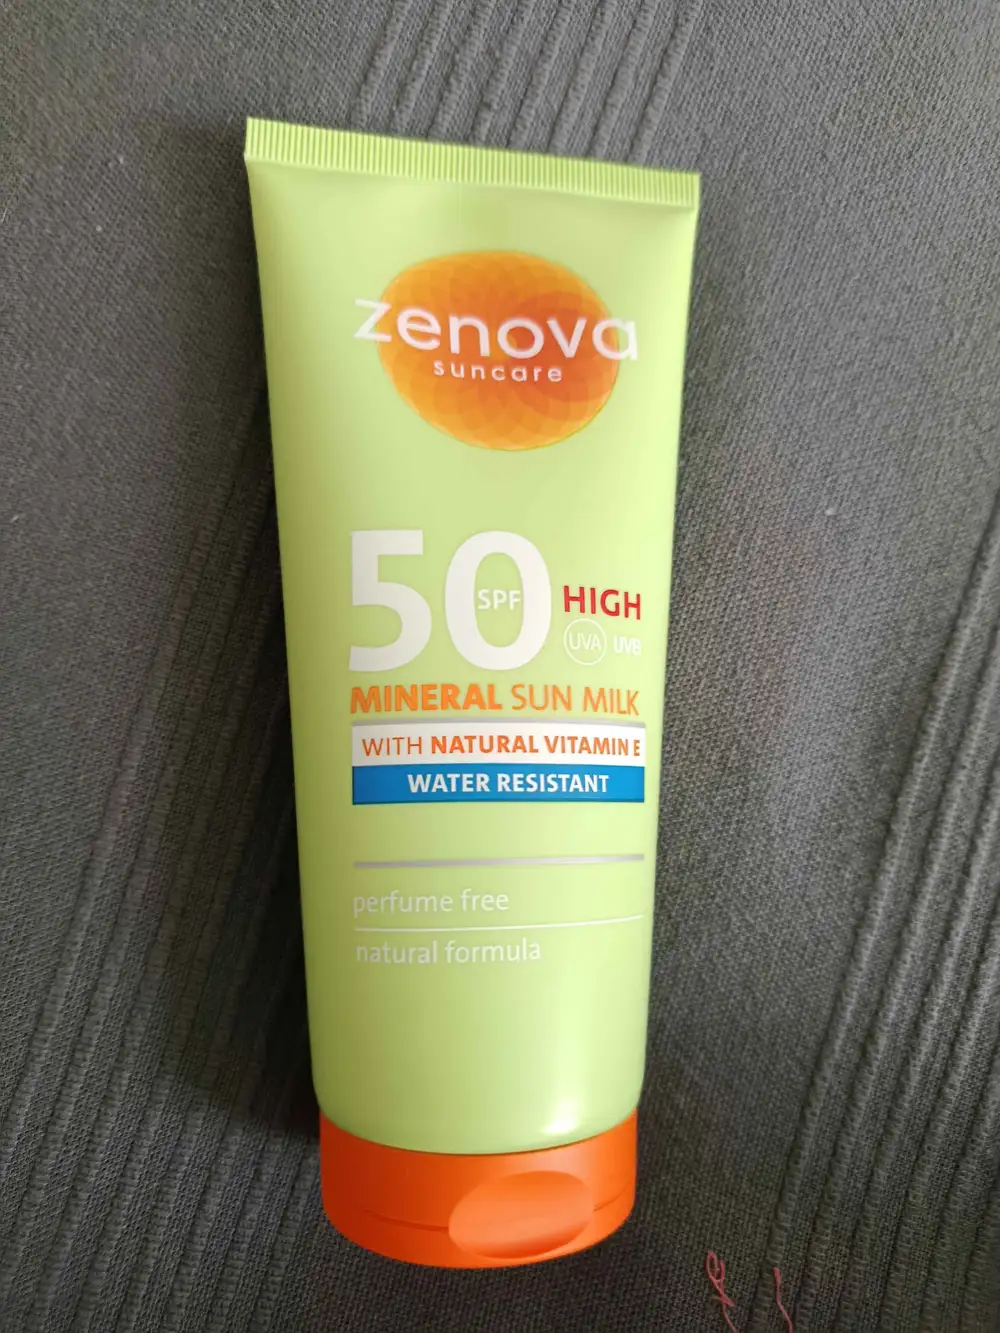 zenova
suncare
50 SPF HIGH
UVA UVB
MINERAL SUN MILK
WITH NATURAL VITAMIN E
WATER RESISTANT
perfume free
natural formula